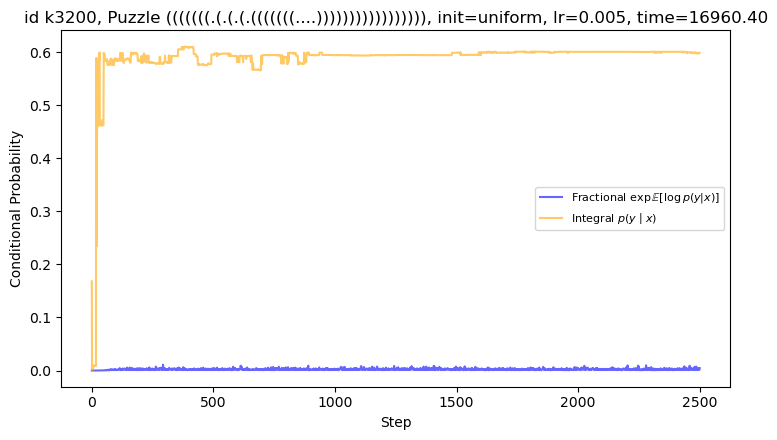 id k3200, Puzzle (((((((.(.(.(.(((((((....))))))))))))))))), init=uniform, lr=0.005, time=16960.40
Conditional Probability
0.6
0.5
0.4
0.3
0.2
0.1
0.0
Fractional exp𝔼[log p(y|x)]
Integral p(y | x)
0 500 1000 1500 2000 2500
Step